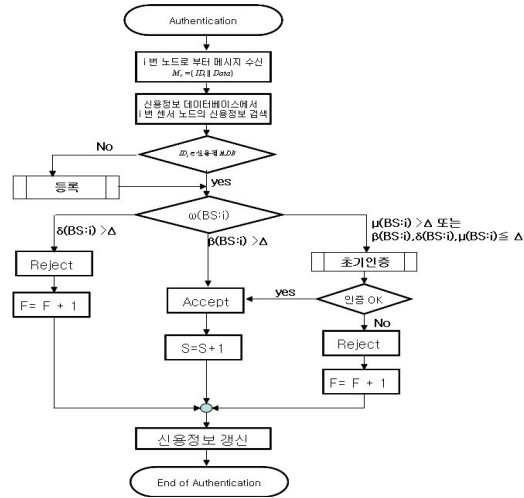 Authentication
i 번 노드로 부터 메시지 수신
M_i = ( ID_i || Data)
신용정보 데이터베이스에서
i 번 센서 노드의 신용정보 검색
No
yes
등록
ω(BS:i)
δ(BS:i) >Δ
β(BS:i) >Δ
μ(BS:i) >Δ 또는
β(BS:i),δ(BS:i),μ(BS:i)≦ Δ
Reject
초기인증
F= F + 1
Accept
yes
인증 OK
No
S=S+1
Reject
F= F + 1
신용정보 갱신
End of Authentication